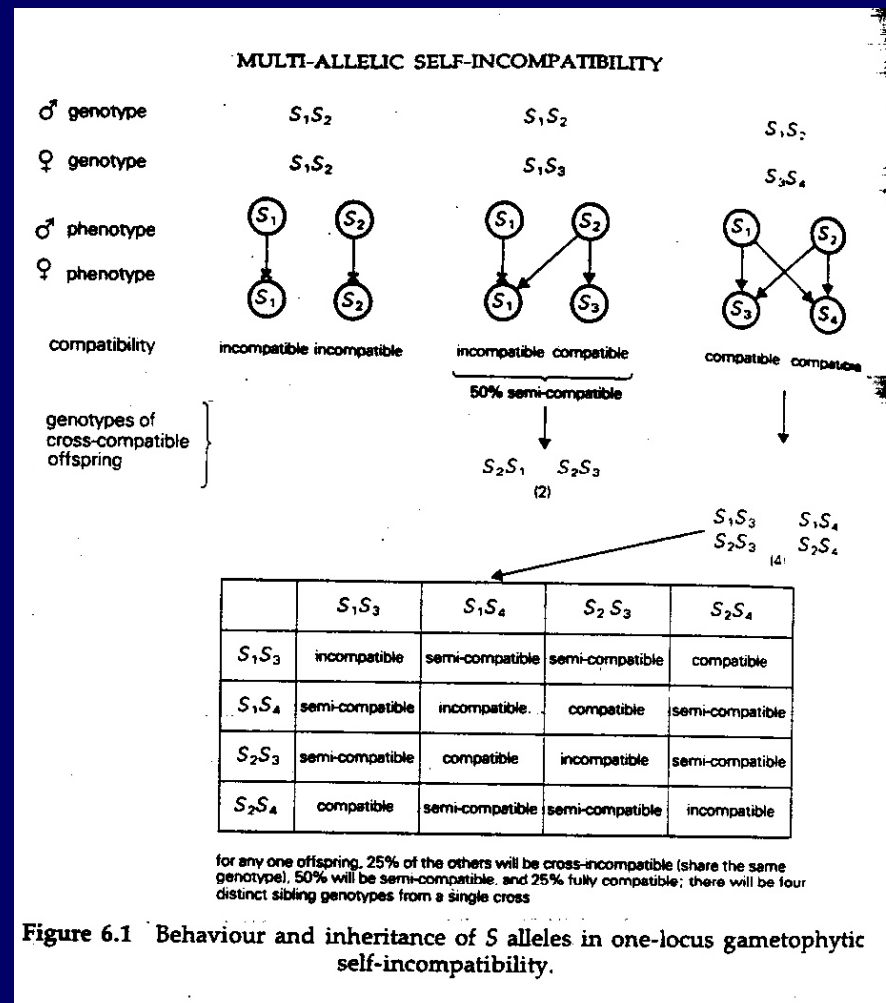 MULTI-ALLELIC SELF-INCOMPATIBILITY
♂ genotype S₁S₂ S₁S₂ S₁S₂
♀ genotype S₁S₂ S₁S₃ S₃S₄
♂ phenotype S₁ S₂ S₁ S₂ S₁ S₂
♀ phenotype S₁ S₂ S₁ S₃ S₃ S₄
compatibility incompatible incompatible incompatible compatible compatible compatible
50% semi-compatible
genotypes of
cross-compatible
offspring
S₂S₁ S₂S₃
(2)
S₁S₃ S₁S₄
S₂S₃ S₂S₄
(4)
S₁S₃ S₁S₄ S₂S₃ S₂S₄
S₁S₃ incompatible semi-compatible semi-compatible compatible
S₁S₄ semi-compatible incompatible. compatible semi-compatible
S₂S₃ semi-compatible compatible incompatible semi-compatible
S₂S₄ compatible semi-compatible semi-compatible incompatible
for any one offspring, 25% of the others will be cross-incompatible (share the same
genotype), 50% will be semi-compatible, and 25% fully compatible; there will be four
distinct sibling genotypes from a single cross
Figure 6.1 Behaviour and inheritance of S alleles in one-locus gametophytic
self-incompatibility.